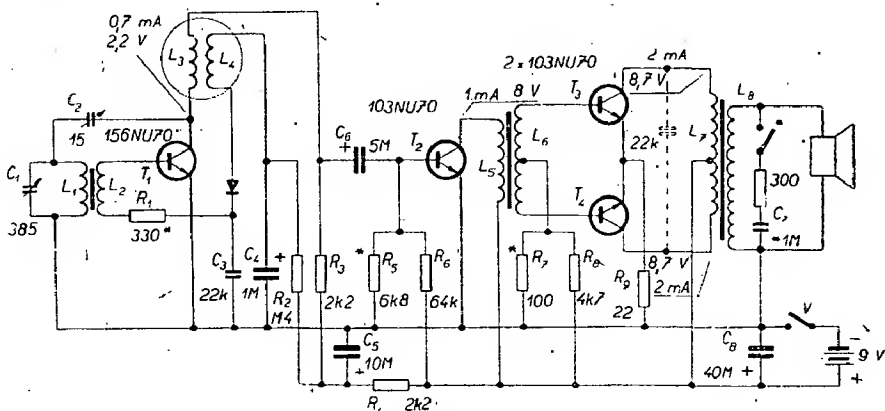 0,7 mA
2,2 V
L₃
L₄
C₂
15
156NU70
T₁
C₁
385
L₁
L₂
R₁
330*
C₃
22k
C₄
1M
+
R₂
M4
R₃
2k2
C₅
10M
+
R,
2k2
C₆
+
5M
103NU70
T₂
*
R₅
6k8
R₆
64k
1 mA
8 V
L₅
L₆
*
R₇
100
R₈
4k7
2 × 103NU70
T₃
T₄
2 mA
8,7 V
22k
8,7 V
2 mA
R₉
22
L₇
L₈
*
300
C₇
*1M
V
C₈
40M
+
-
9 V
+